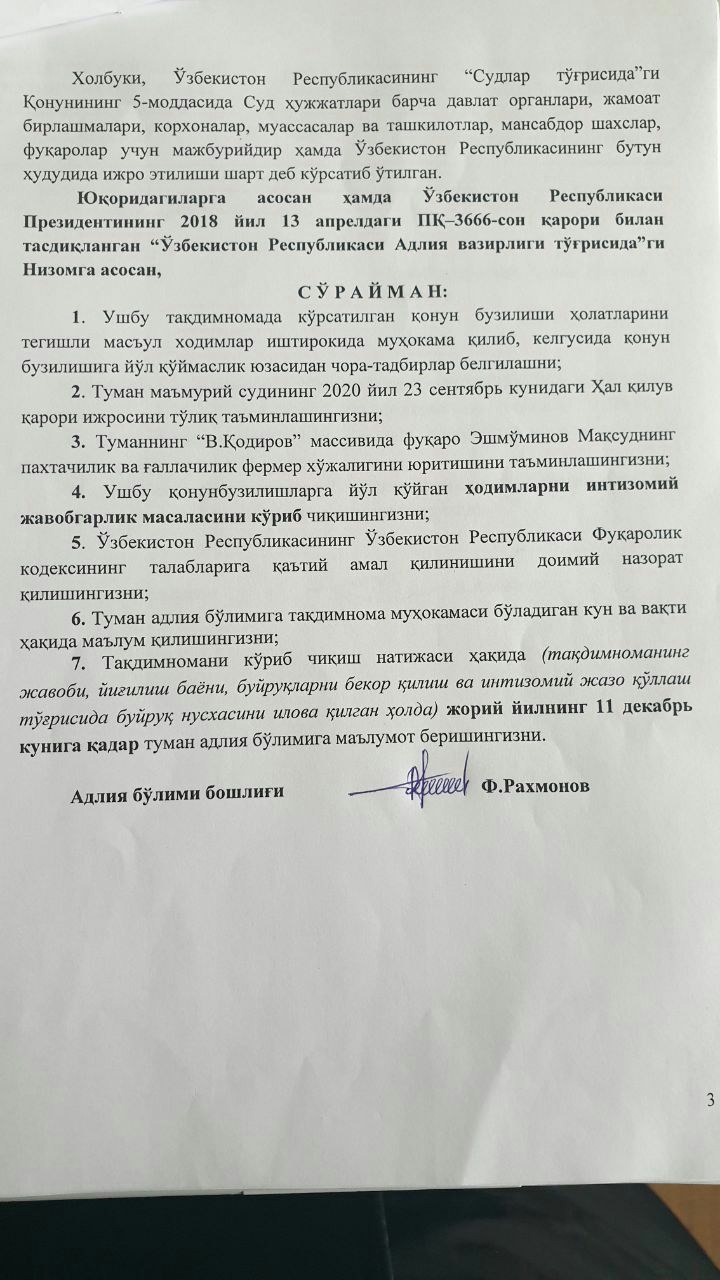 Холбуки, Ўзбекистон Республикасининг “Судлар тўғрисида”ги
Қонунининг 5-моддасида Суд ҳужжатлари барча давлат органлари, жамоат
бирлашмалари, корхоналар, муассасалар ва ташкилотлар, мансабдор шахслар,
фуқаролар учун мажбурийдир ҳамда Ўзбекистон Республикасининг бутун
ҳудудида ижро этилиши шарт деб кўрсатиб ўтилган.
Юқоридагиларга асосан ҳамда Ўзбекистон Республикаси
Президентининг 2018 йил 13 апрелдаги ПҚ–3666-сон қарори билан
тасдиқланган “Ўзбекистон Республикаси Адлия вазирлиги тўғрисида”ги
Низомга асосан,
С Ў Р А Й М А Н:
1. Ушбу тақдимномада кўрсатилган қонун бузилиши ҳолатларини
тегишли масъул ходимлар иштирокида муҳокама қилиб, келгусида қонун
бузилишига йўл қўймаслик юзасидан чора-тадбирлар белгилашни;
2. Туман маъмурий судининг 2020 йил 23 сентябрь кунидаги Ҳал қилув
қарори ижросини тўлиқ таъминлашингизни;
3. Туманнинг “В.Қодиров” массивида фуқаро Эшмўминов Мақсуднинг
пахтачилик ва ғаллачилик фермер хўжалигини юритишини таъминлашингизни;
4. Ушбу қонунбузилишларга йўл қўйган ҳодимларни интизомий
жавобгарлик масаласини кўриб чиқишингизни;
5. Ўзбекистон Республикасининг Ўзбекистон Республикаси Фуқаролик
кодексининг талабларига қаътий амал қилинишини доимий назорат
қилишингизни;
6. Туман адлия бўлимига тақдимнома муҳокамаси бўладиган кун ва вақти
ҳақида маълум қилишингизни;
7. Тақдимномани кўриб чиқиш натижаси ҳақида (тақдимноманинг
жавоби, йиғилиш баёни, буйруқларни бекор қилиш ва интизомий жазо қўллаш
тўғрисида буйруқ нусхасини илова қилган ҳолда) жорий йилнинг 11 декабрь
кунига қадар туман адлия бўлимига маълумот беришингизни.
Адлия бўлими бошлиғи Ф.Рахмонов
3